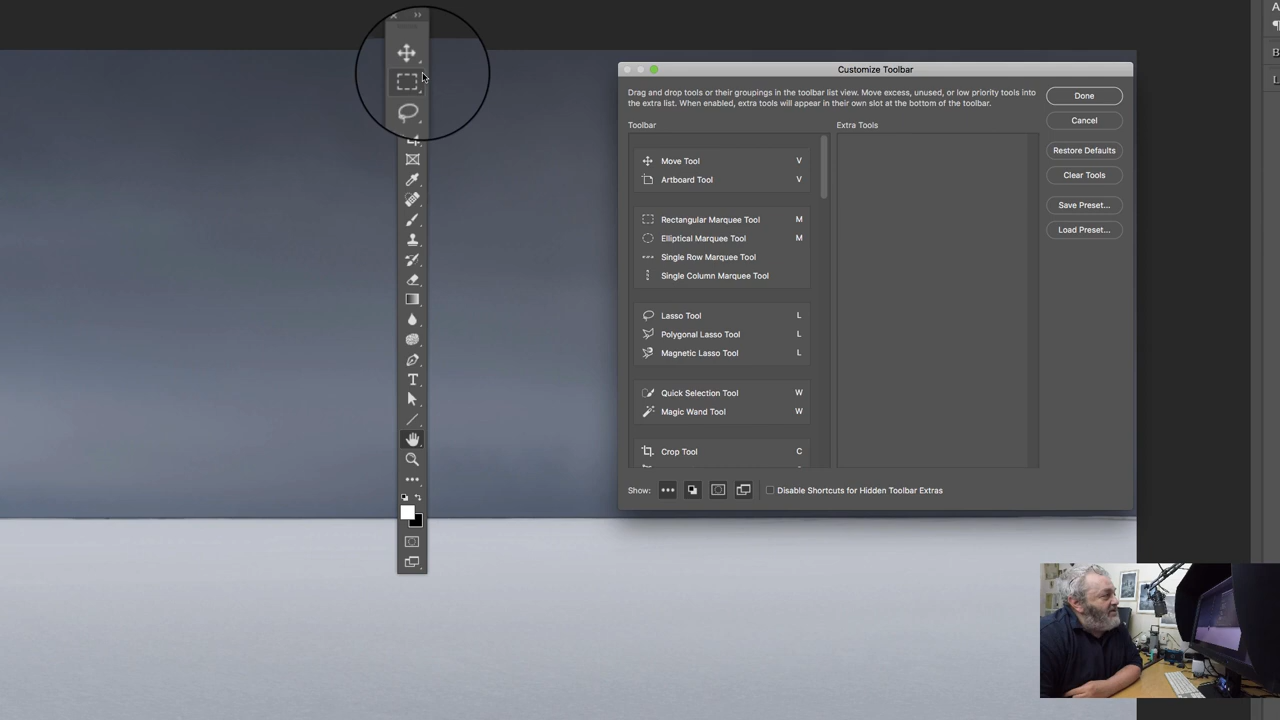 Customize Toolbar
Drag and drop tools or their groupings in the toolbar list view. Move excess, unused, or low priority tools into
the extra list. When enabled, extra tools will appear in their own slot at the bottom of the toolbar.
Done
Cancel
Restore Defaults
Clear Tools
Save Preset...
Load Preset...
Toolbar
Extra Tools
Move Tool V
Artboard Tool V
Rectangular Marquee Tool M
Elliptical Marquee Tool M
Single Row Marquee Tool
Single Column Marquee Tool
Lasso Tool L
Polygonal Lasso Tool L
Magnetic Lasso Tool L
Quick Selection Tool W
Magic Wand Tool W
Crop Tool C
Show:
Disable Shortcuts for Hidden Toolbar Extras